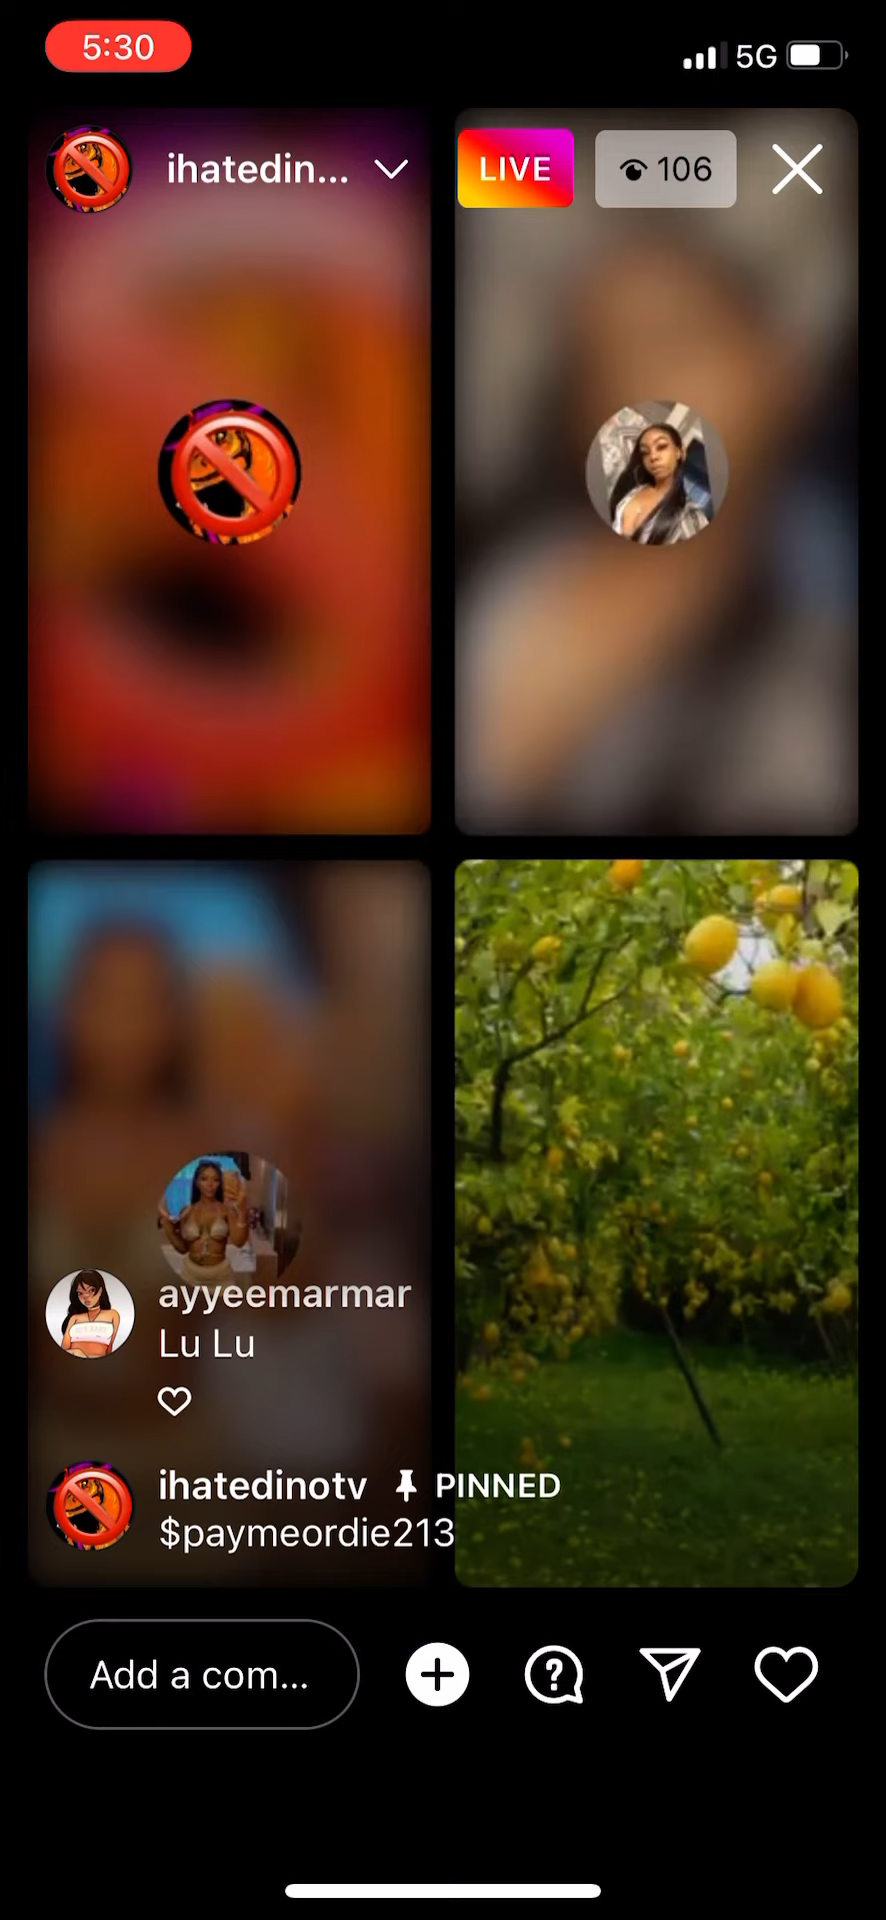 5:30
5G
ihatedin...
LIVE
106
ayyeemarmar
Lu Lu
ihatedinotv PINNED
$paymeordie213
Add a com...